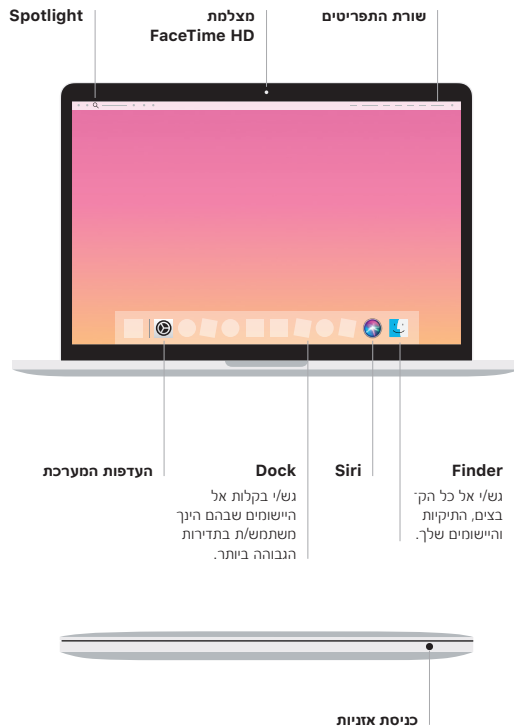 שורת התפריטים
מצלמת
FaceTime HD
Spotlight
Finder
גש/י אל כל הק־
בצים, התיקיות
והיישומים שלך.
Siri
Dock
גש/י בקלות אל
היישומים שבהם הינך
משתמש/ת בתדירות
הגבוהה ביותר.
העדפות המערכת
כניסת אזניות